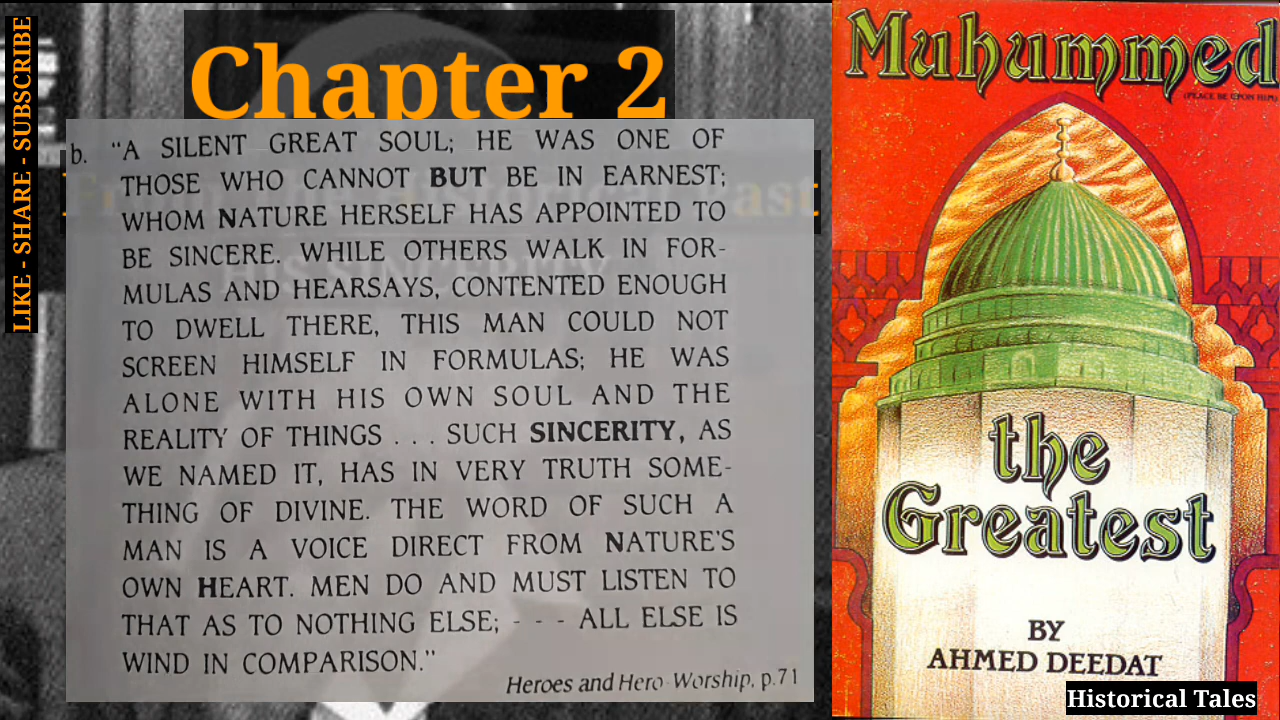 LIKE - SHARE - SUBSCRIBE
Chapter 2
b. “A SILENT GREAT SOUL; HE WAS ONE OF
THOSE WHO CANNOT BUT BE IN EARNEST;
WHOM NATURE HERSELF HAS APPOINTED TO
BE SINCERE. WHILE OTHERS WALK IN FOR-
MULAS AND HEARSAYS, CONTENTED ENOUGH
TO DWELL THERE, THIS MAN COULD NOT
SCREEN HIMSELF IN FORMULAS; HE WAS
ALONE WITH HIS OWN SOUL AND THE
REALITY OF THINGS . . . SUCH SINCERITY, AS
WE NAMED IT, HAS IN VERY TRUTH SOME-
THING OF DIVINE. THE WORD OF SUCH A
MAN IS A VOICE DIRECT FROM NATURE'S
OWN HEART. MEN DO AND MUST LISTEN TO
THAT AS TO NOTHING ELSE; - - - ALL ELSE IS
WIND IN COMPARISON.”
Heroes and Hero-Worship, p.71
HIS SINCERITY
Muhummed
(PEACE BE UPON HIM)
the
Greatest
BY
AHMED DEEDAT
Historical Tales